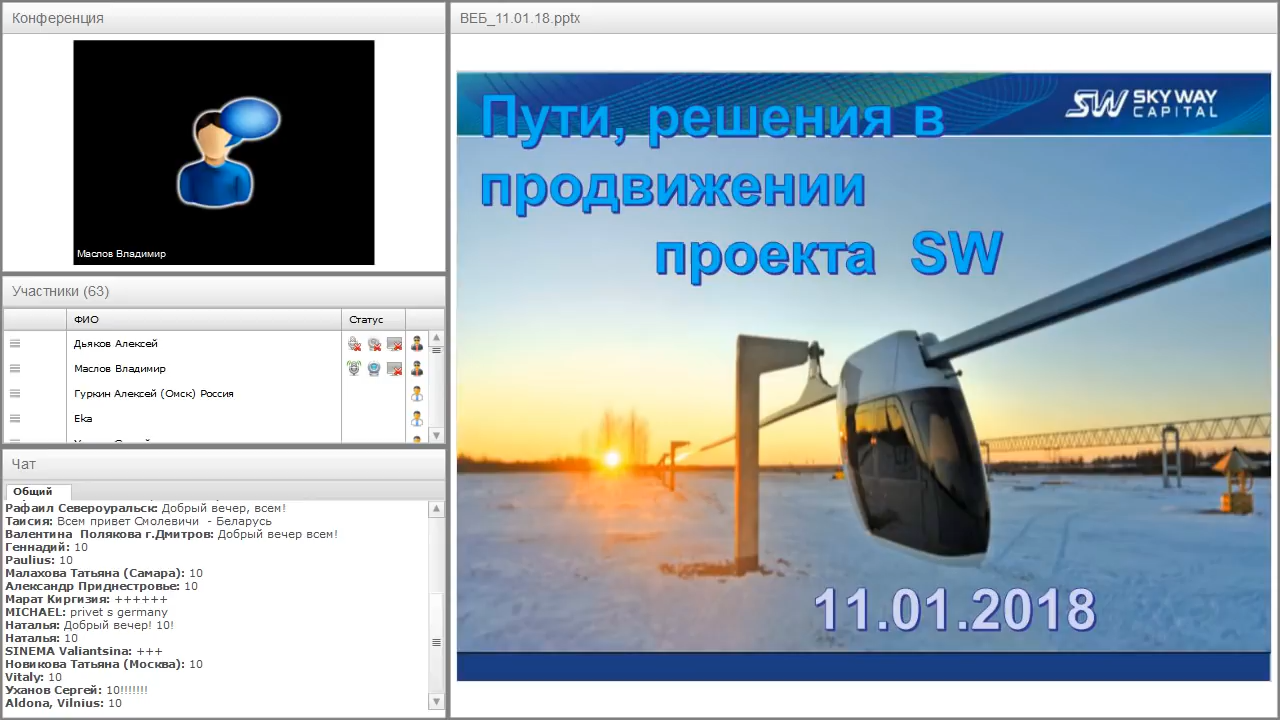 Конференция
Маслов Владимир
Участники (63)
ФИО
Статус
Дьяков Алексей
Маслов Владимир
Гуркин Алексей (Омск) Россия
Eka
Чат
Общий
Рафаил Североуральск: Добрый вечер, всем!
Таисия: Всем привет Смолевичи - Беларусь
Валентина Полякова г.Дмитров: Добрый вечер всем!
Геннадий: 10
Paulius: 10
Малахова Татьяна (Самара): 10
Александр Приднестровье: 10
Марат Киргизия: ++++++
MICHAEL: privet s germany
Наталья: Добрый вечер! 10!
Наталья: 10
SINEMA Valiantsina: +++
Новикова Татьяна (Москва): 10
Vitaly: 10
Уханов Сергей: 10!!!!!!!
Aldona, Vilnius: 10
ВЕБ_11.01.18.pptx
SW SKY WAY
CAPITAL
Пути, решения в
продвижении
проекта SW
11.01.2018